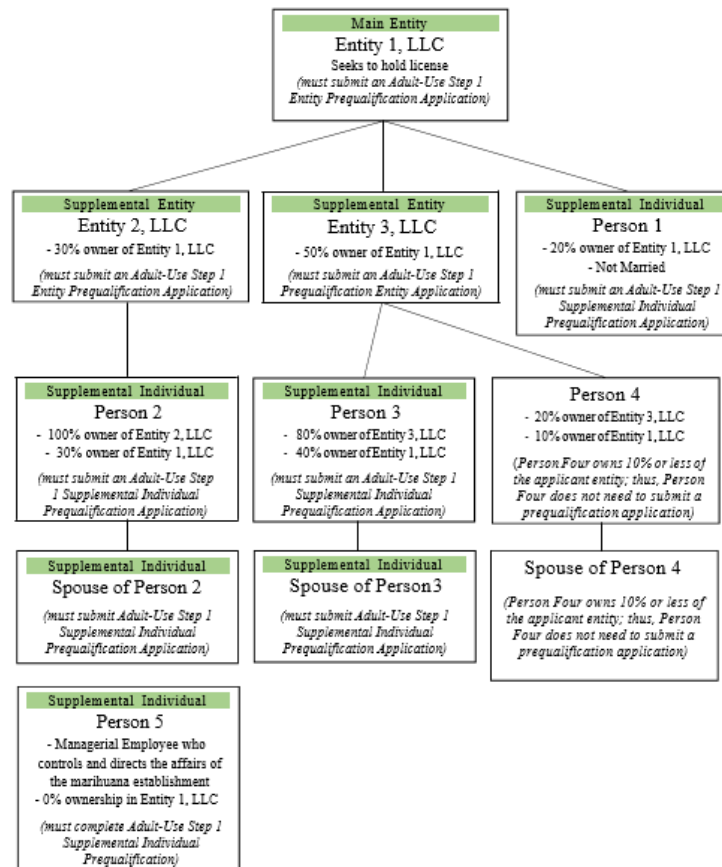 Main Entity
Entity 1, LLC
Seeks to hold license
(must submit an Adult-Use Step 1
Entity Prequalification Application)
Supplemental Entity
Entity 2, LLC
- 30% owner of Entity 1, LLC
(must submit an Adult-Use Step 1
Entity Prequalification Application)
Supplemental Entity
Entity 3, LLC
- 50% owner of Entity 1, LLC
(must submit an Adult-Use Step 1
Prequalification Entity Application)
Supplemental Individual
Person 1
- 20% owner of Entity 1, LLC
- Not Married
(must submit an Adult-Use Step 1
Supplemental Individual
Prequalification Application)
Supplemental Individual
Person 2
- 100% owner of Entity 2, LLC
- 30% owner of Entity 1, LLC
(must submit an Adult-Use Step
1 Supplemental Individual
Prequalification Application)
Supplemental Individual
Person 3
- 80% owner of Entity 3, LLC
- 40% owner of Entity 1, LLC
(must submit an Adult-Use Step 1
Supplemental Individual
Prequalification Application)
Person 4
- 20% owner of Entity 3, LLC
- 10% owner of Entity 1, LLC
(Person Four owns 10% or less of
the applicant entity; thus, Person
Four does not need to submit a
prequalification application)
Supplemental Individual
Spouse of Person 2
(must submit Adult-Use Step 1
Supplemental Individual
Prequalification Application)
Supplemental Individual
Spouse of Person 3
(must submit Adult-Use Step 1
Supplemental Individual
Prequalification Application)
Spouse of Person 4
(Person Four owns 10% or less of
the applicant entity; thus, Person
Four does not need to submit a
prequalification application)
Supplemental Individual
Person 5
- Managerial Employee who
controls and directs the affairs of
the marihuana establishment
- 0% ownership in Entity 1, LLC
(must complete Adult-Use Step 1
Supplemental Individual
Prequalification)